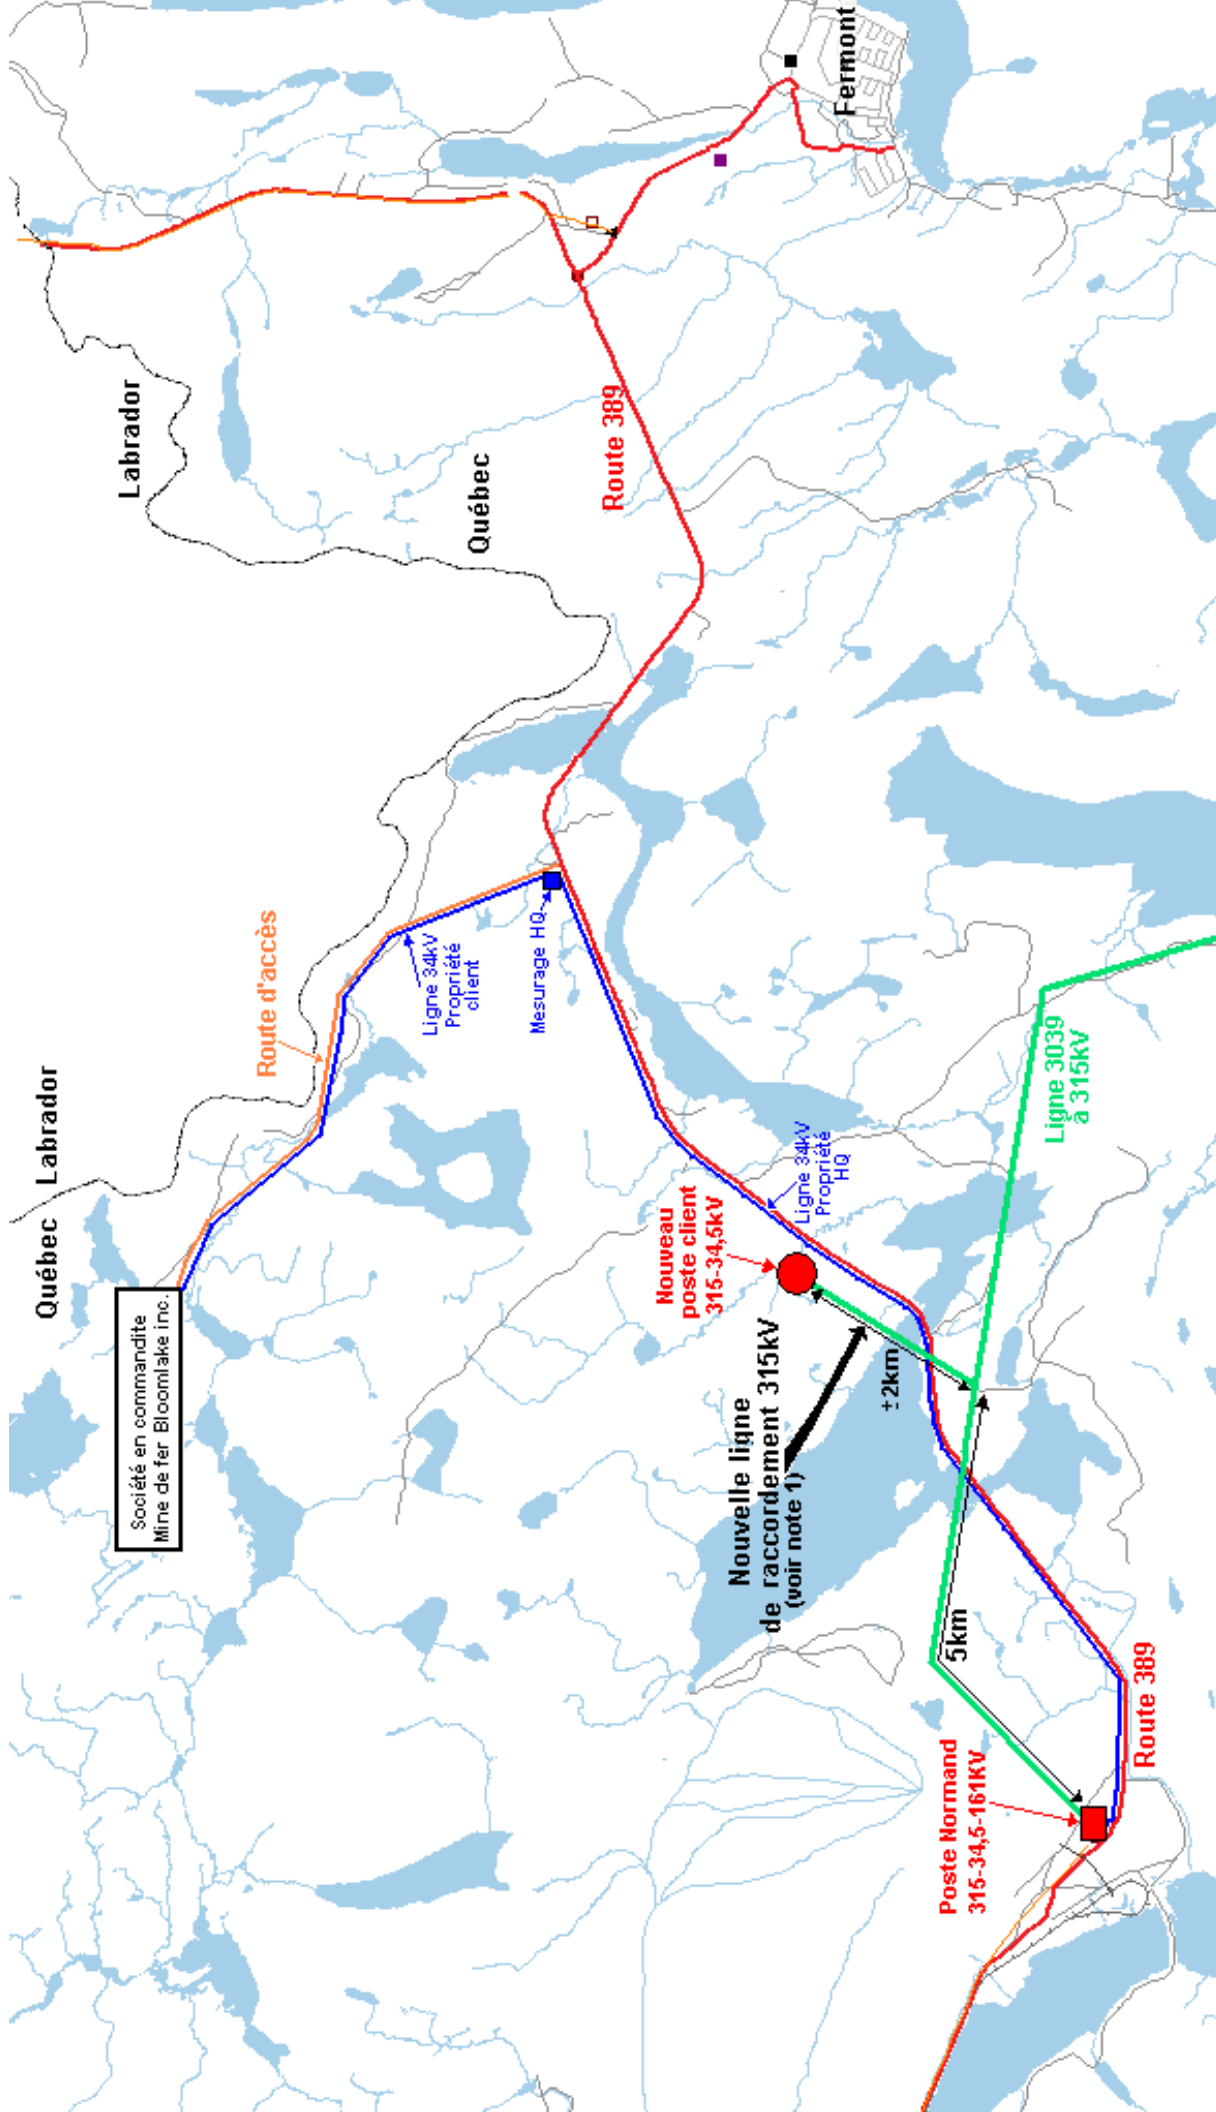 Québec
Labrador
Société en commandite
Mine de fer Bloomlake inc.
Route d'accès
Ligne 34kV
Propriété
client
Mesurage HQ
Labrador
Québec
Route 389
Fermont
Nouveau
poste client
315-34,5kV
Ligne 34kV
Propriété
HQ
Nouvelle ligne
de raccordement 315kV
(voir note 1)
±2km
Ligne 3039
à 315kV
5km
Poste Normand
315-34,5-161KV
Route 389